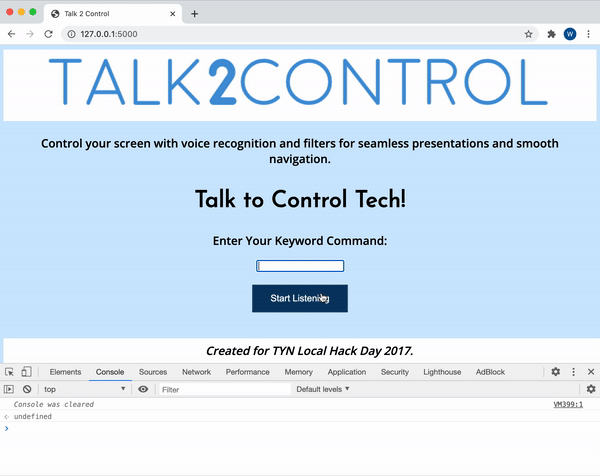 Talk 2 Control
127.0.0.1:5000
W
TALK2CONTROL
Control your screen with voice recognition and filters for seamless presentations and smooth
navigation.
Talk to Control Tech!
Enter Your Keyword Command:
Start Listening
Created for TYN Local Hack Day 2017.
Elements Console Sources Network Performance Memory Application Security Lighthouse AdBlock
top Filter Default levels
Console was cleared VM399:1
undefined